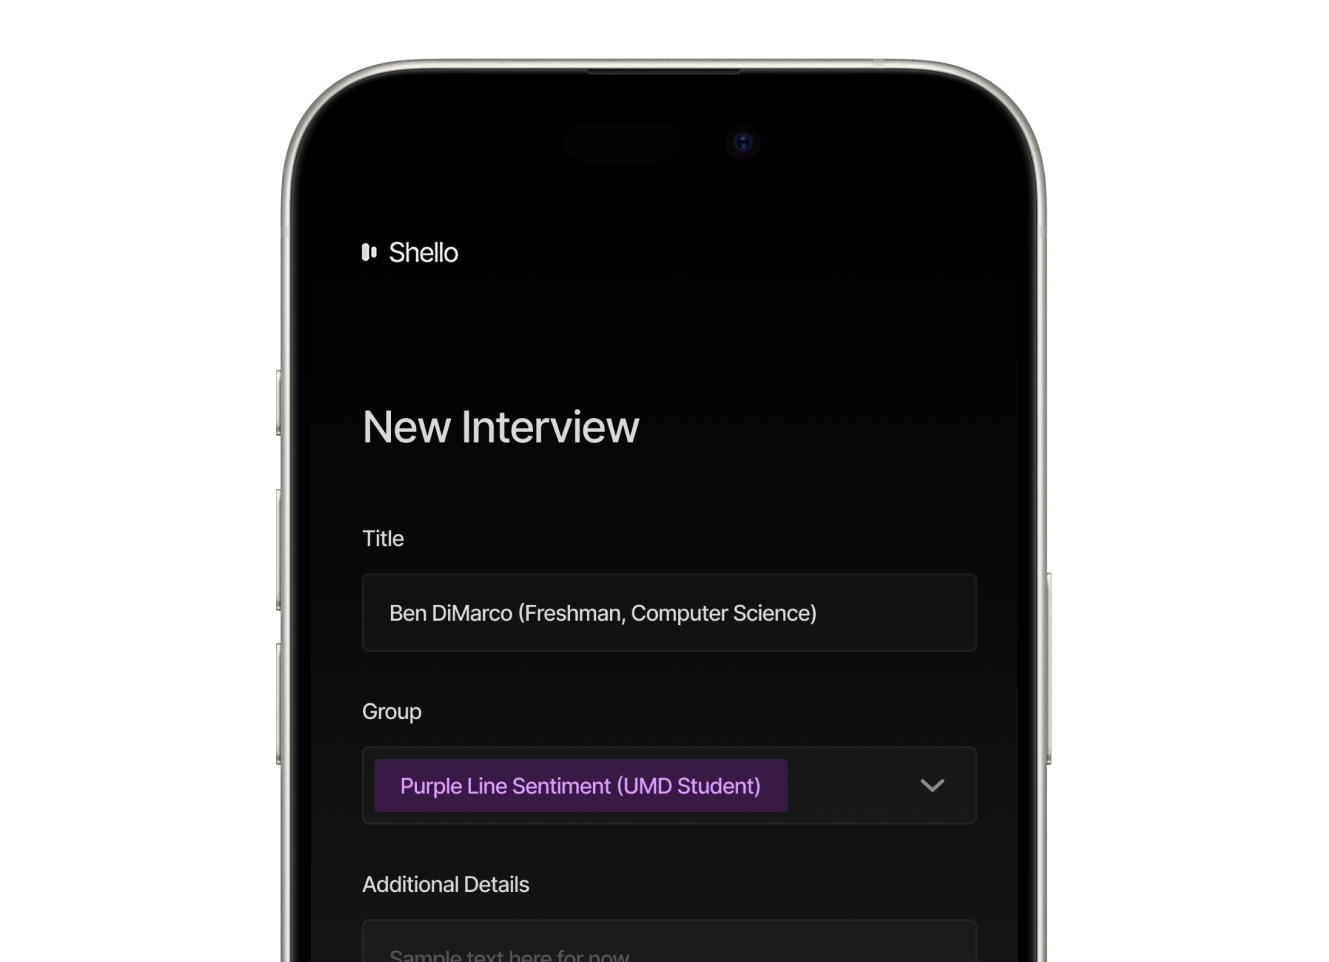 Shello
New Interview
Title
Ben DiMarco (Freshman, Computer Science)
Group
Purple Line Sentiment (UMD Student)
Additional Details
Sample text here for now